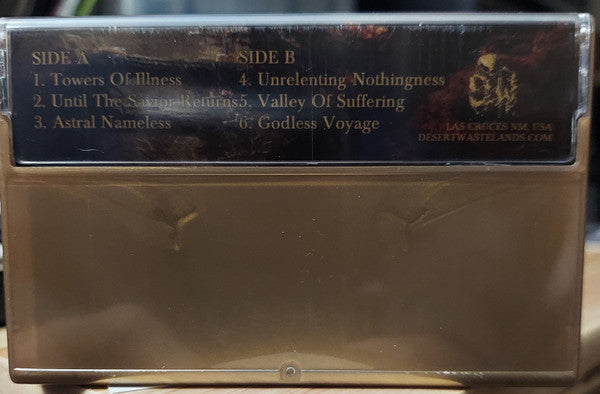 SIDE A
1. Towers Of Illness
2. Until The Savior Returns
3. Astral Nameless
SIDE B
4. Unrelenting Nothingness
5. Valley Of Suffering
6. Godless Voyage
DW
LAS CRUCES NM, USA
DESERTWASTELANDS.COM